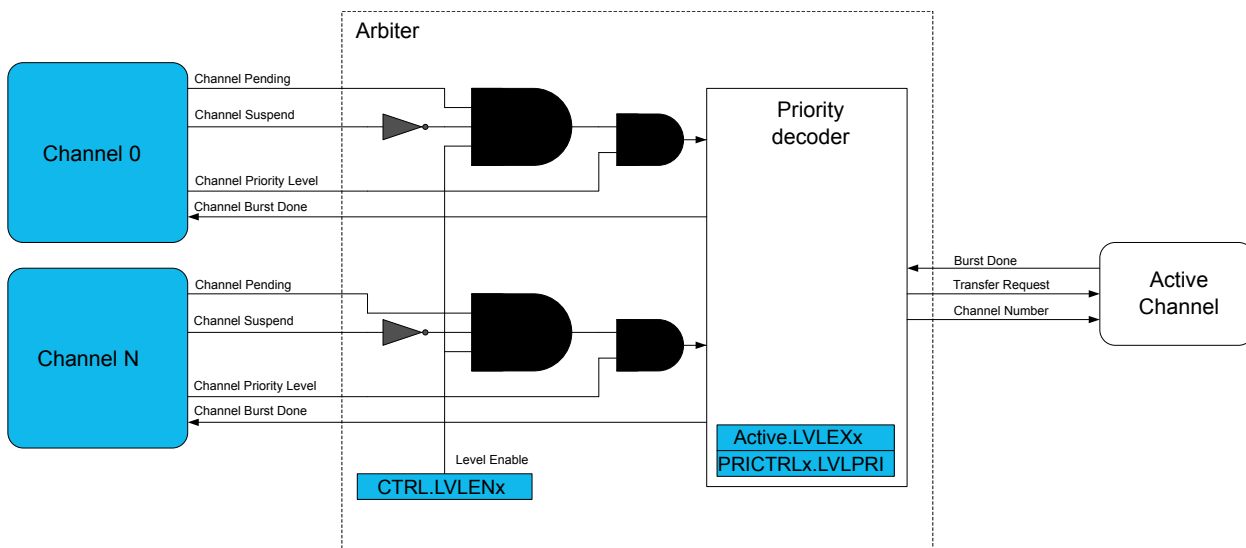 Arbiter
Channel Pending
Channel Suspend
Channel 0
Channel Priority Level
Channel Burst Done
Priority
decoder
Channel Pending
Channel Suspend
Channel N
Channel Priority Level
Channel Burst Done
Burst Done
Transfer Request
Channel Number
Active
Channel
Level Enable
CTRL.LVLENx
Active.LVLEXx
PRICTRLx.LVLPRI